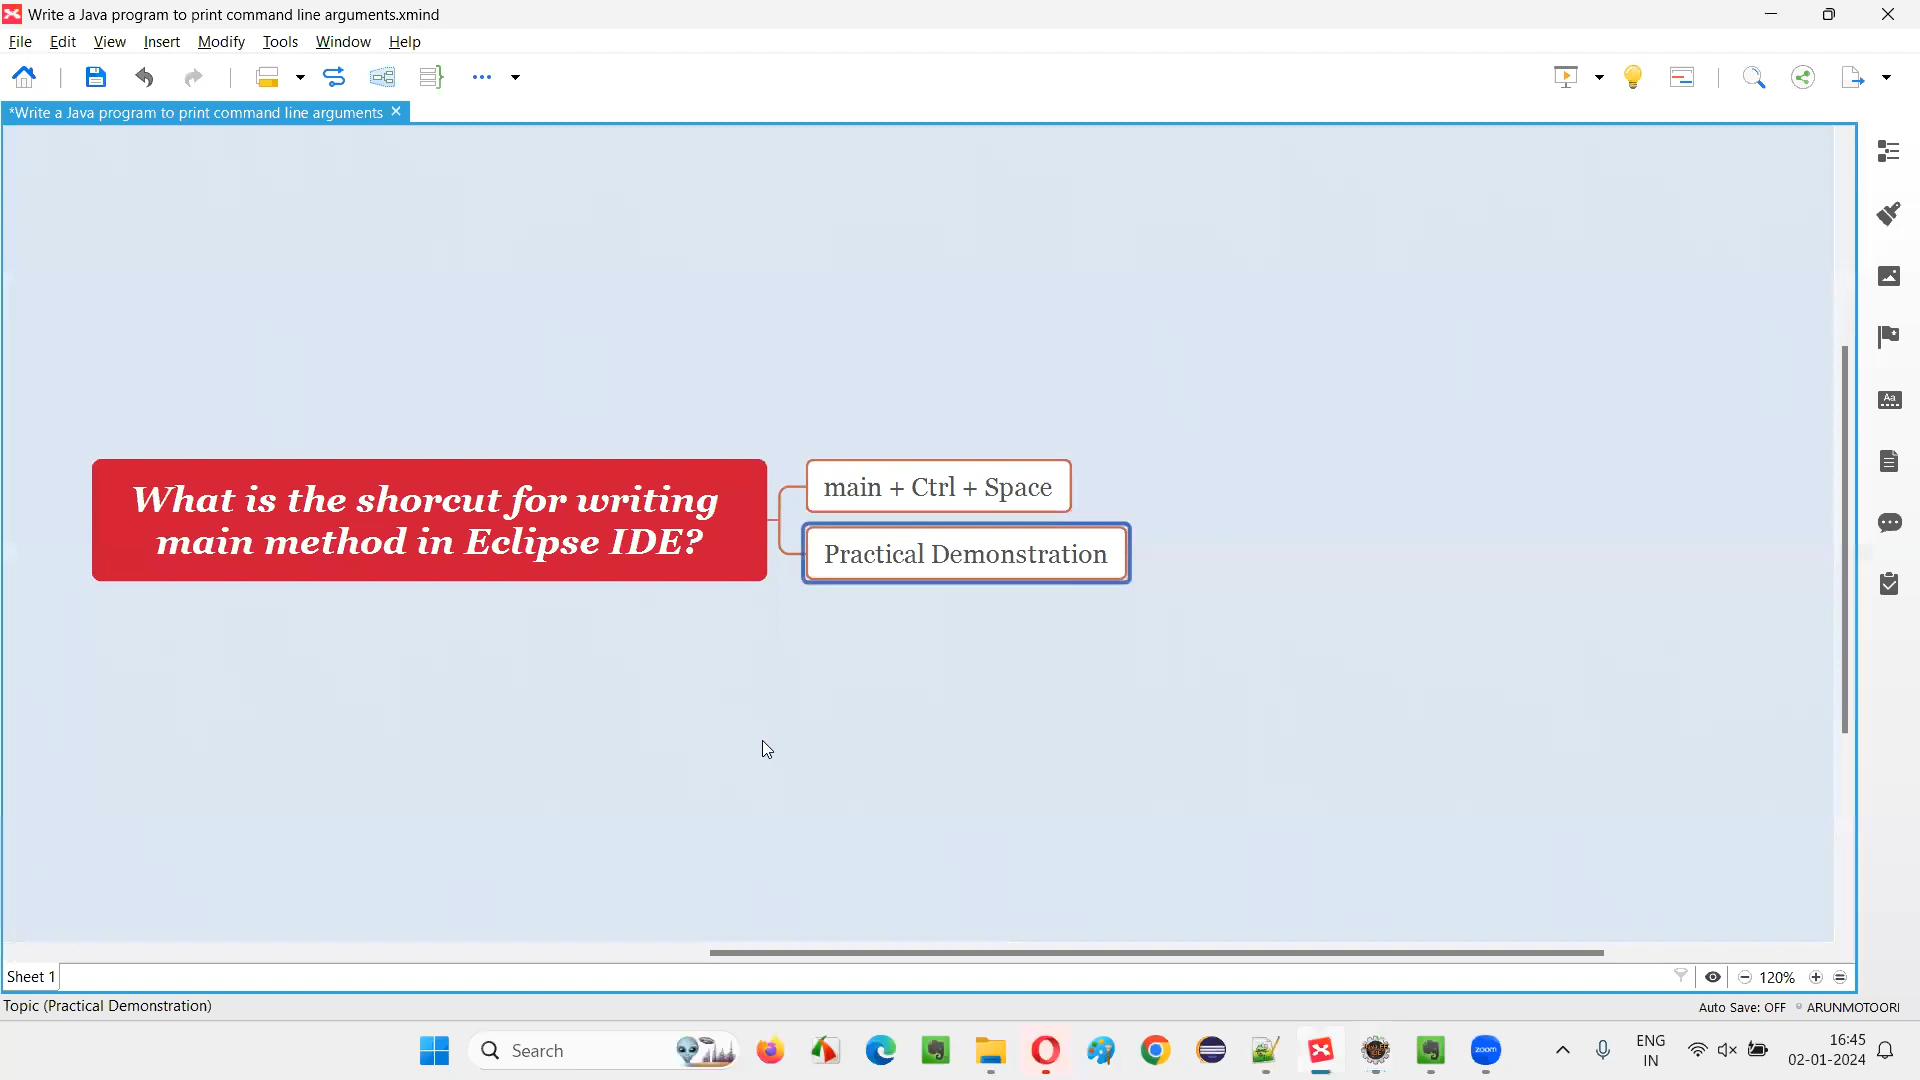 Write a Java program to print command line arguments.xmind
File Edit View Insert Modify Tools Window Help
*Write a Java program to print command line arguments
What is the shorcut for writing
main method in Eclipse IDE?
main + Ctrl + Space
Practical Demonstration
Aa
Sheet 1
120%
Topic (Practical Demonstration)
Auto Save: OFF
ARUNMOTOORI
Search
zoom
ENG
IN
16:45
02-01-2024